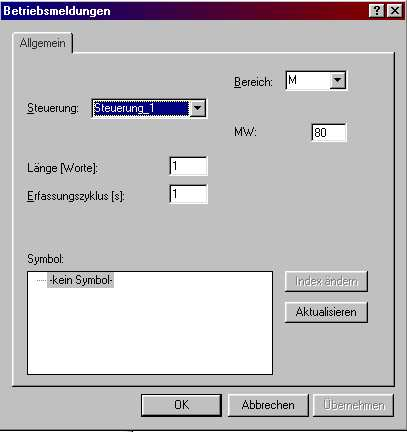 Betriebsmeldungen
Allgemein
Bereich: M
Steuerung: Steuerung_1
MW: 80
Länge [Worte]: 1
Erfassungszyklus [s]: 1
Symbol:
-kein Symbol-
Index ändern
Aktualisieren
OK Abbrechen Übernehmen